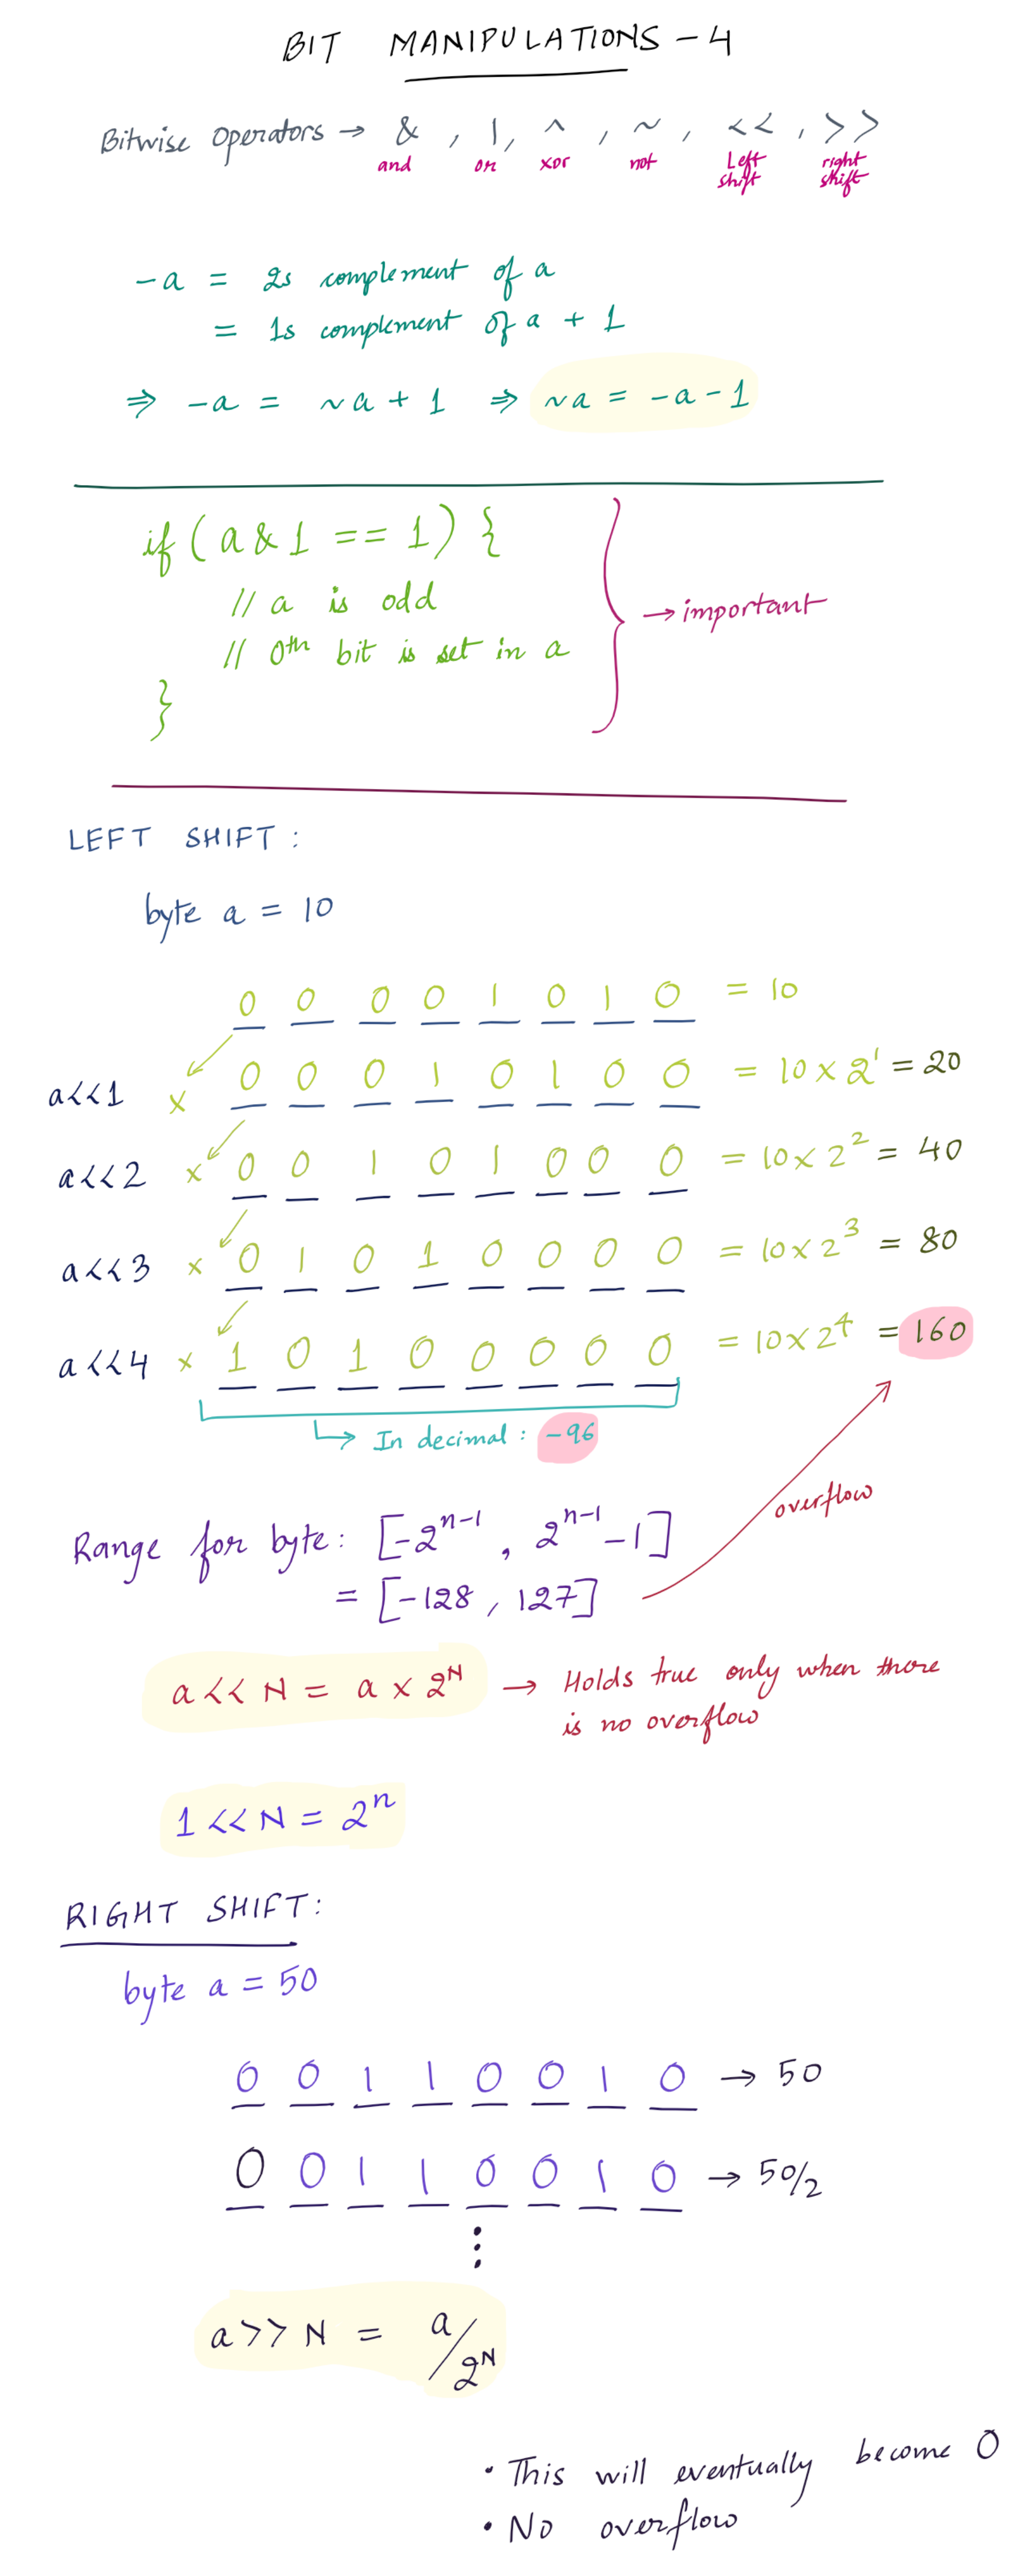 BIT MANIPULATIONS - 4
Bitwise Operators → & , | , ^ , ~ , << , >>
and or xor not Left shift right shift
-a = 2s complement of a
= 1s complement of a + 1
⇒ -a = ~a + 1 ⇒ ~a = -a - 1
if ( a & 1 == 1 ) {
// a is odd
// 0th bit is set in a
}
→ important
LEFT SHIFT :
byte a = 10
0 0 0 0 1 0 1 0 = 10
a<<1 x 0 0 0 1 0 1 0 0 = 10 x 2^1 = 20
a<<2 x 0 0 1 0 1 0 0 0 = 10 x 2^2 = 40
a<<3 x 0 1 0 1 0 0 0 0 = 10 x 2^3 = 80
a<<4 x 1 0 1 0 0 0 0 0 = 10 x 2^4 = 160
In decimal : -96
overflow
Range for byte : [-2^n-1 , 2^n-1 - 1]
= [-128 , 127]
a << N = a x 2^N → Holds true only when there
is no overflow
1 << N = 2^n
RIGHT SHIFT :
byte a = 50
0 0 1 1 0 0 1 0 → 50
0 0 1 1 0 0 1 0 → 50/2
⋮
a >> N = a/2^N
• This will eventually become 0
• No overflow